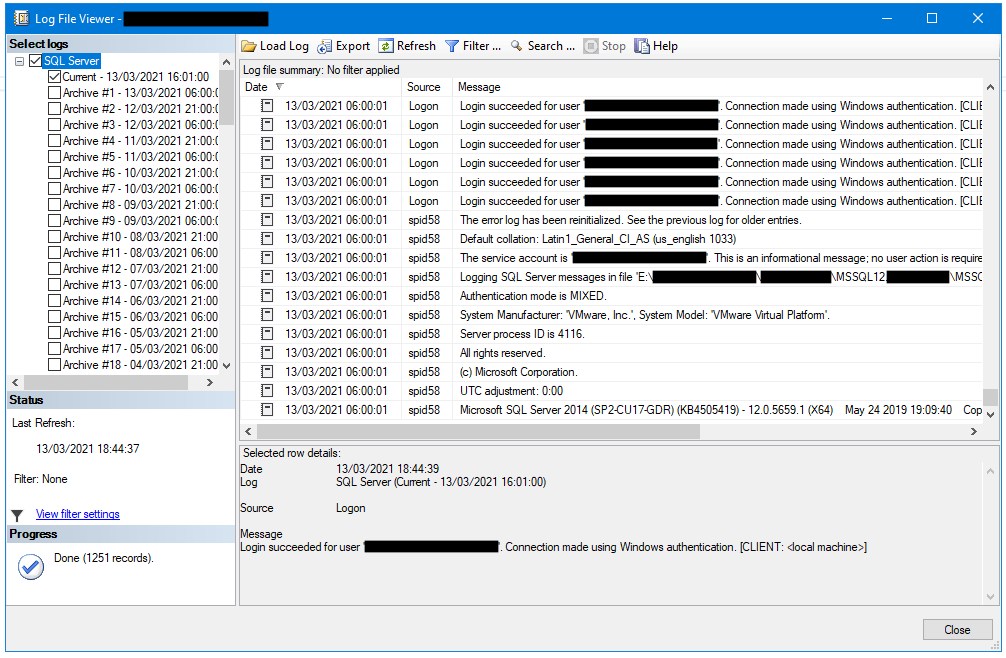 Log File Viewer -
Select logs
SQL Server
Current - 13/03/2021 16:01:00
Archive #1 - 13/03/2021 06:00:0
Archive #2 - 12/03/2021 21:00:0
Archive #3 - 12/03/2021 06:00:0
Archive #4 - 11/03/2021 21:00:0
Archive #5 - 11/03/2021 06:00:0
Archive #6 - 10/03/2021 21:00:0
Archive #7 - 10/03/2021 06:00:0
Archive #8 - 09/03/2021 21:00:0
Archive #9 - 09/03/2021 06:00:0
Archive #10 - 08/03/2021 21:00
Archive #11 - 08/03/2021 06:00
Archive #12 - 07/03/2021 21:00
Archive #13 - 07/03/2021 06:00
Archive #14 - 06/03/2021 21:00
Archive #15 - 06/03/2021 06:00
Archive #16 - 05/03/2021 21:00
Archive #17 - 05/03/2021 06:00
Archive #18 - 04/03/2021 21:00
Status
Last Refresh:
13/03/2021 18:44:37
Filter: None
View filter settings
Progress
Done (1251 records).
Load Log Export Refresh Filter ... Search ... Stop Help
Log file summary: No filter applied
Date Source Message
13/03/2021 06:00:01 Logon Login succeeded for user '. Connection made using Windows authentication. [CLIE
13/03/2021 06:00:01 Logon Login succeeded for user '. Connection made using Windows authentication. [CLIE
13/03/2021 06:00:01 Logon Login succeeded for user '. Connection made using Windows authentication. [CLIE
13/03/2021 06:00:01 Logon Login succeeded for user '. Connection made using Windows authentication. [CLIE
13/03/2021 06:00:01 Logon Login succeeded for user '. Connection made using Windows authentication. [CLIE
13/03/2021 06:00:01 Logon Login succeeded for user '. Connection made using Windows authentication. [CLIE
13/03/2021 06:00:01 spid58 The error log has been reinitialized. See the previous log for older entries.
13/03/2021 06:00:01 spid58 Default collation: Latin1_General_CI_AS (us_english 1033)
13/03/2021 06:00:01 spid58 The service account is '. This is an informational message; no user action is require
13/03/2021 06:00:01 spid58 Logging SQL Server messages in file 'E:\ \ \MSSQL12 \MSSQ
13/03/2021 06:00:01 spid58 Authentication mode is MIXED.
13/03/2021 06:00:01 spid58 System Manufacturer: 'VMware, Inc.', System Model: 'VMware Virtual Platform'.
13/03/2021 06:00:01 spid58 Server process ID is 4116.
13/03/2021 06:00:01 spid58 All rights reserved.
13/03/2021 06:00:01 spid58 (c) Microsoft Corporation.
13/03/2021 06:00:01 spid58 UTC adjustment: 0:00
13/03/2021 06:00:01 spid58 Microsoft SQL Server 2014 (SP2-CU17-GDR) (KB4505419) - 12.0.5659.1 (X64) May 24 2019 19:09:40 Cop
Selected row details:
Date 13/03/2021 18:44:39
Log SQL Server (Current - 13/03/2021 16:01:00)
Source Logon
Message
Login succeeded for user '. Connection made using Windows authentication. [CLIENT: <local machine>]
Close